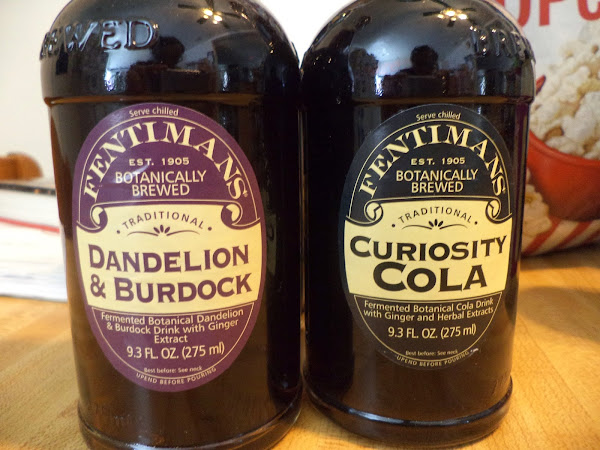 BREWED
Serve chilled
FENTIMANS
EST. 1905
BOTANICALLY
BREWED
TRADITIONAL
DANDELION
& BURDOCK
Fermented Botanical Dandelion
& Burdock Drink with Ginger
Extract
9.3 FL. OZ. (275 ml)
Best before: See neck
UPEND BEFORE POURING
Serve chilled
FENTIMANS
EST. 1905
BOTANICALLY
BREWED
TRADITIONAL
CURIOSITY
COLA
Fermented Botanical Cola Drink
with Ginger and Herbal Extracts
9.3 FL. OZ. (275 ml)
Best before: See neck
UPEND BEFORE POURING